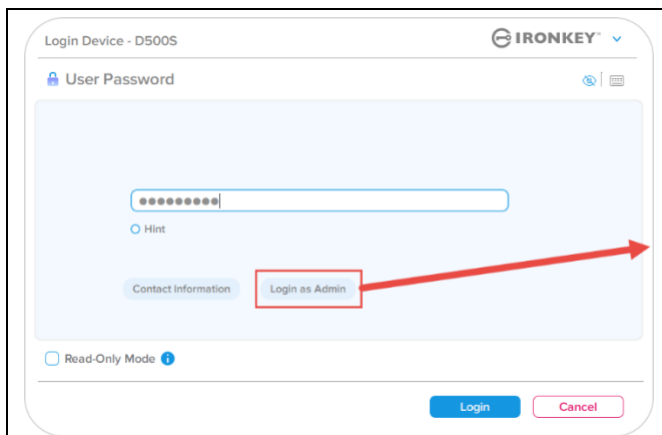 Login Device - D500S
IRONKEY
User Password
Hint
Contact Information
Login as Admin
Read-Only Mode
Login
Cancel